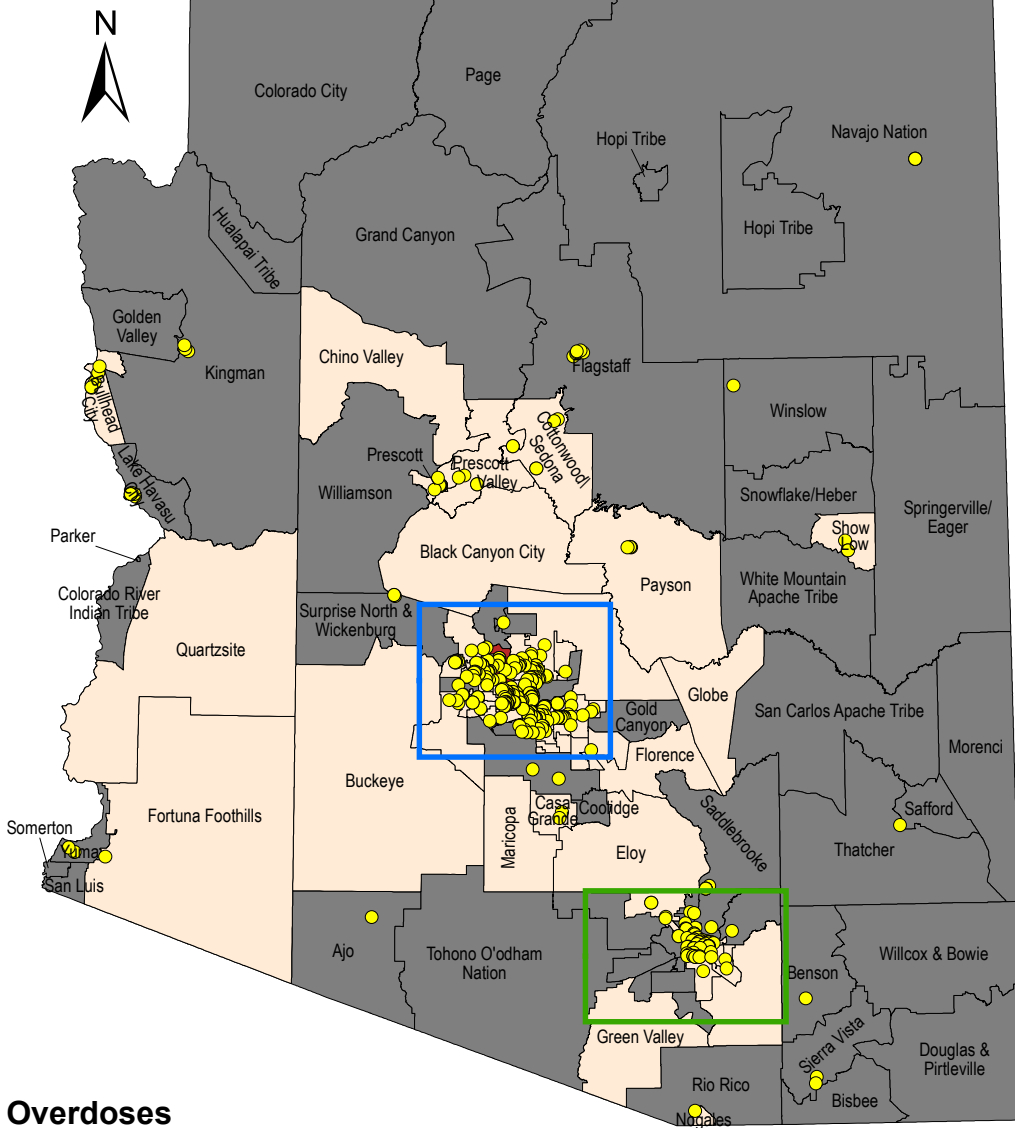 N
Colorado City
Page
Navajo Nation
Hopi Tribe
Hualapai Tribe
Grand Canyon
Hopi Tribe
Golden
Valley
Kingman
Chino Valley
Flagstaff
Bullhead
City
Winslow
Cottonwood/
Sedona
Prescott
Prescott
Valley
Lake Havasu
City
Williamson
Snowflake/Heber
Springerville/
Eager
Show
Low
Parker
Black Canyon City
Payson
White Mountain
Apache Tribe
Colorado River
Indian Tribe
Surprise North &
Wickenburg
Quartzsite
Globe
San Carlos Apache Tribe
Gold
Canyon
Morenci
Florence
Buckeye
Casa
Grande
Coolidge
Saddlebrooke
Safford
Fortuna Foothills
Maricopa
Somerton
Yuma
Eloy
Thatcher
San Luis
Ajo
Tohono O'odham
Nation
Willcox & Bowie
Benson
Green Valley
Sierra Vista
Douglas &
Pirtleville
Rio Rico
Bisbee
Nogales
Overdoses